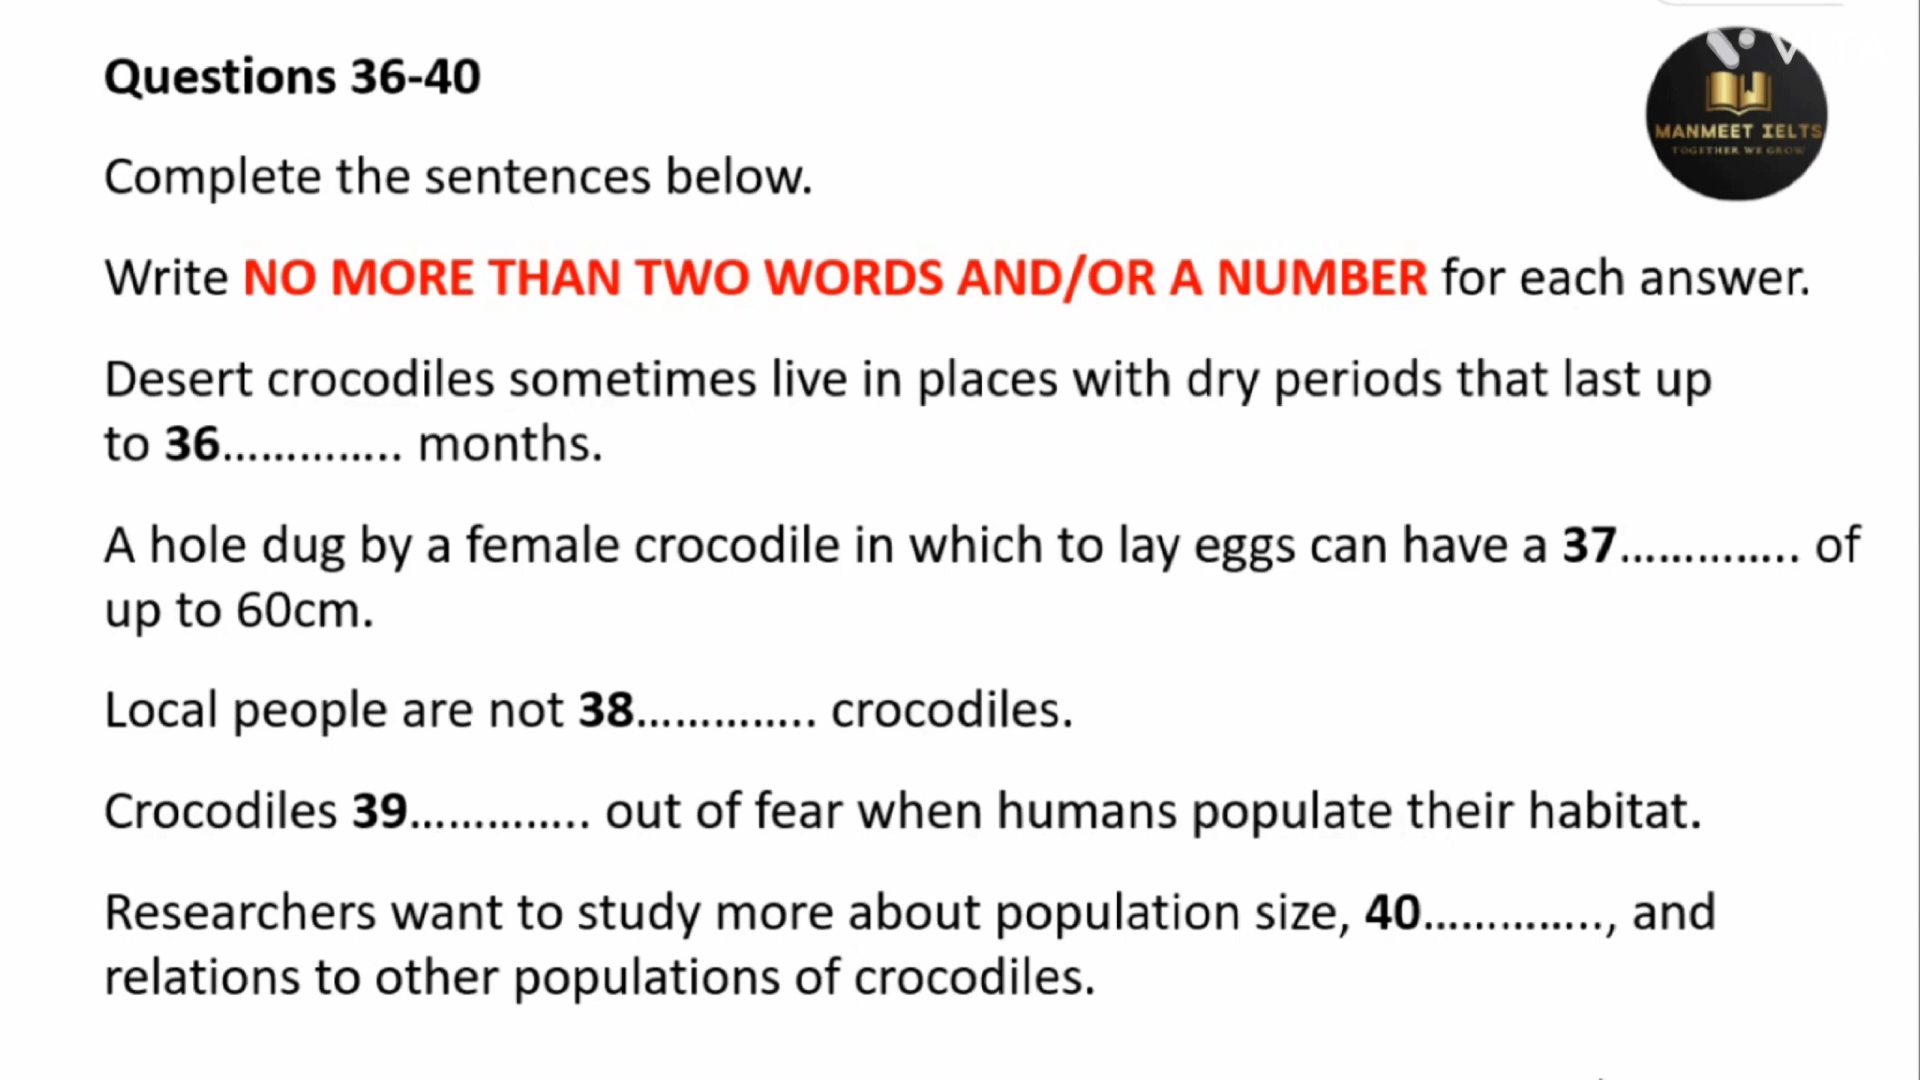 Questions 36-40
Complete the sentences below.
Write NO MORE THAN TWO WORDS AND/OR A NUMBER for each answer.
Desert crocodiles sometimes live in places with dry periods that last up
to 36.............. months.
A hole dug by a female crocodile in which to lay eggs can have a 37.............. of
up to 60cm.
Local people are not 38.............. crocodiles.
Crocodiles 39.............. out of fear when humans populate their habitat.
Researchers want to study more about population size, 40.............., and
relations to other populations of crocodiles.
VITA
MANMEET IELTS
TOGETHER WE GROW